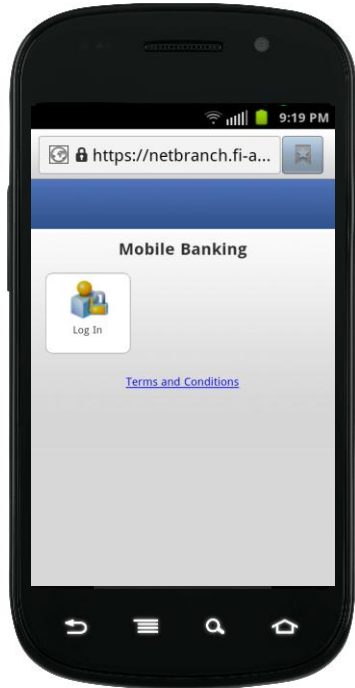 9:19 PM
https://netbranch.fi-a...
Mobile Banking
Log In
Terms and Conditions